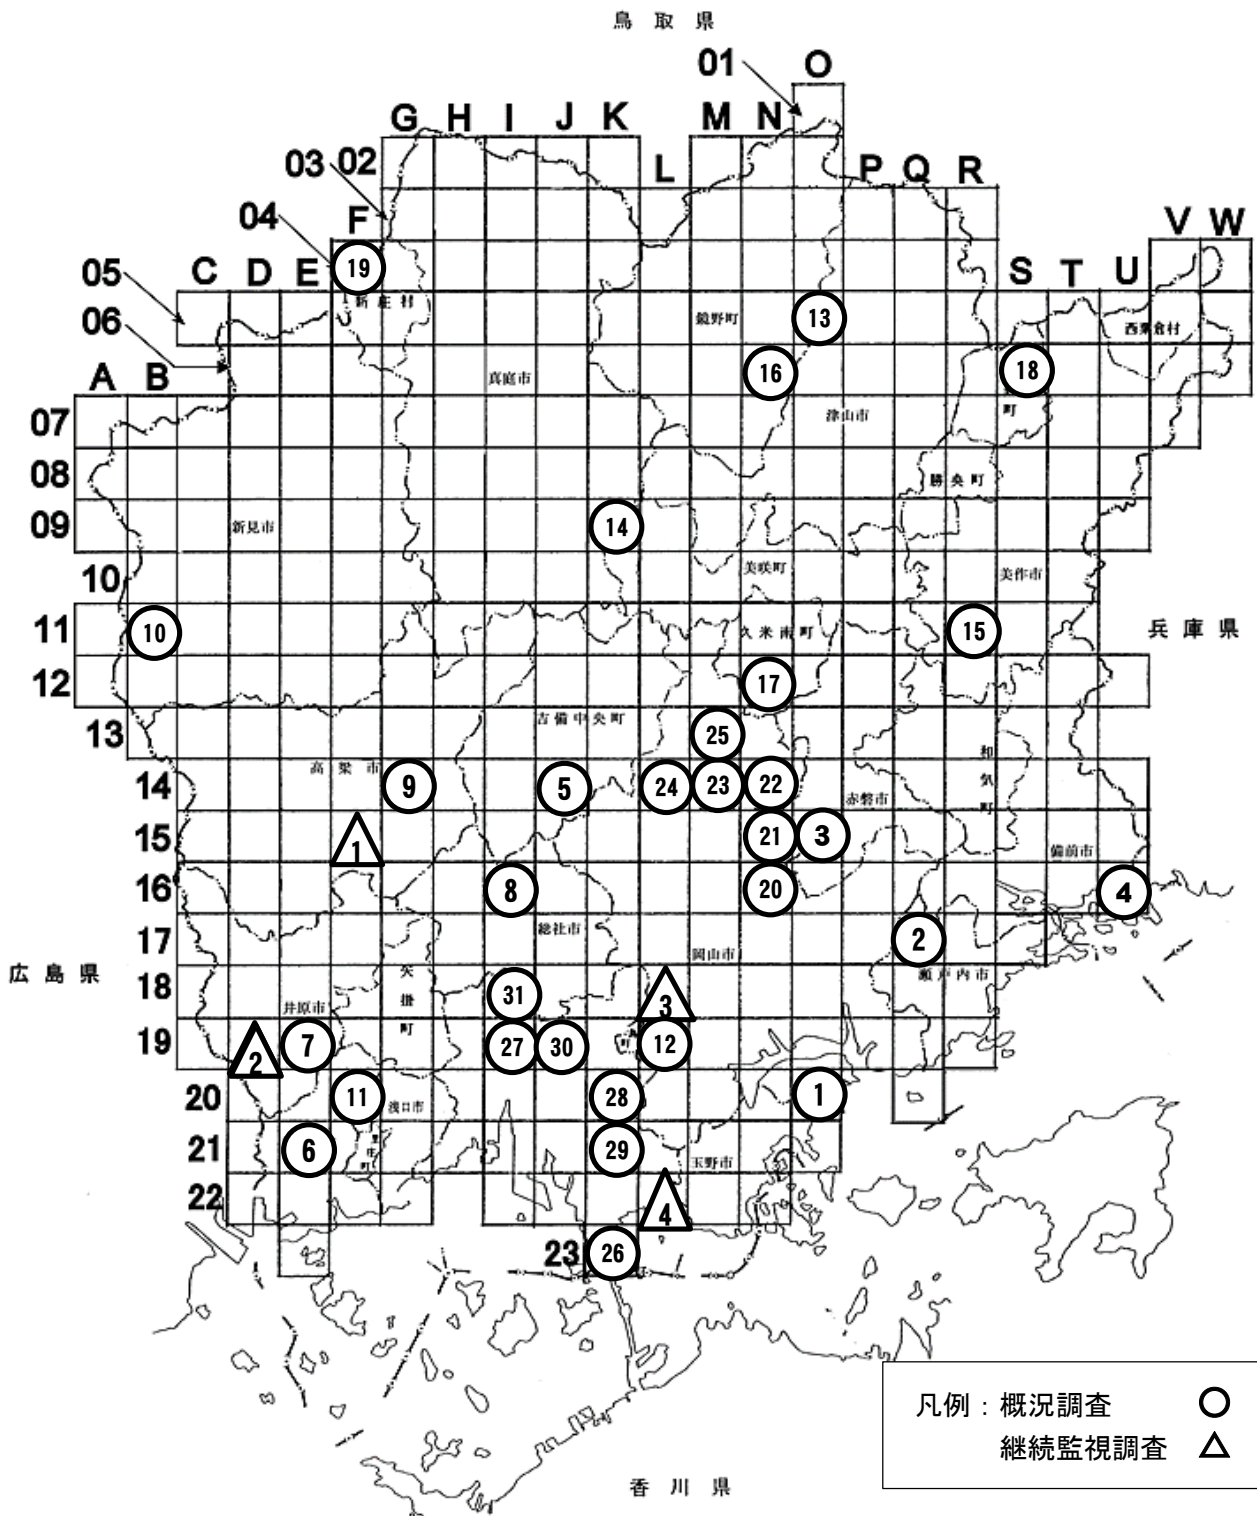 鳥 取 県
01
O
G H I J K M N
03 02
L P Q R
04
F
V W
05
C D E
19
S T U
新 庄 村
06
鏡野町
13
西粟倉村
A B
真庭市
16
18
07
津山市
町
08
勝 央 町
09
新見市
14
10
美咲町
美作市
11
10
久 米 南 町
15
兵 庫 県
12
17
13
吉 備 中 央 町
25
和 気 町
14
高 梁 市
9
5
24
23
22
赤磐市
15
1
21
3
備前市
16
8
20
4
17
総社市
岡山市
2
広 島 県
18
矢 掛 町
31
3
瀬 戸 内 市
井原市
19
2
7
27
30
町
12
20
11
浅口市
28
1
21
6
里 庄 町
29
玉野市
22
4
23
26
凡例：概況調査 ○
継続監視調査 △
香 川 県